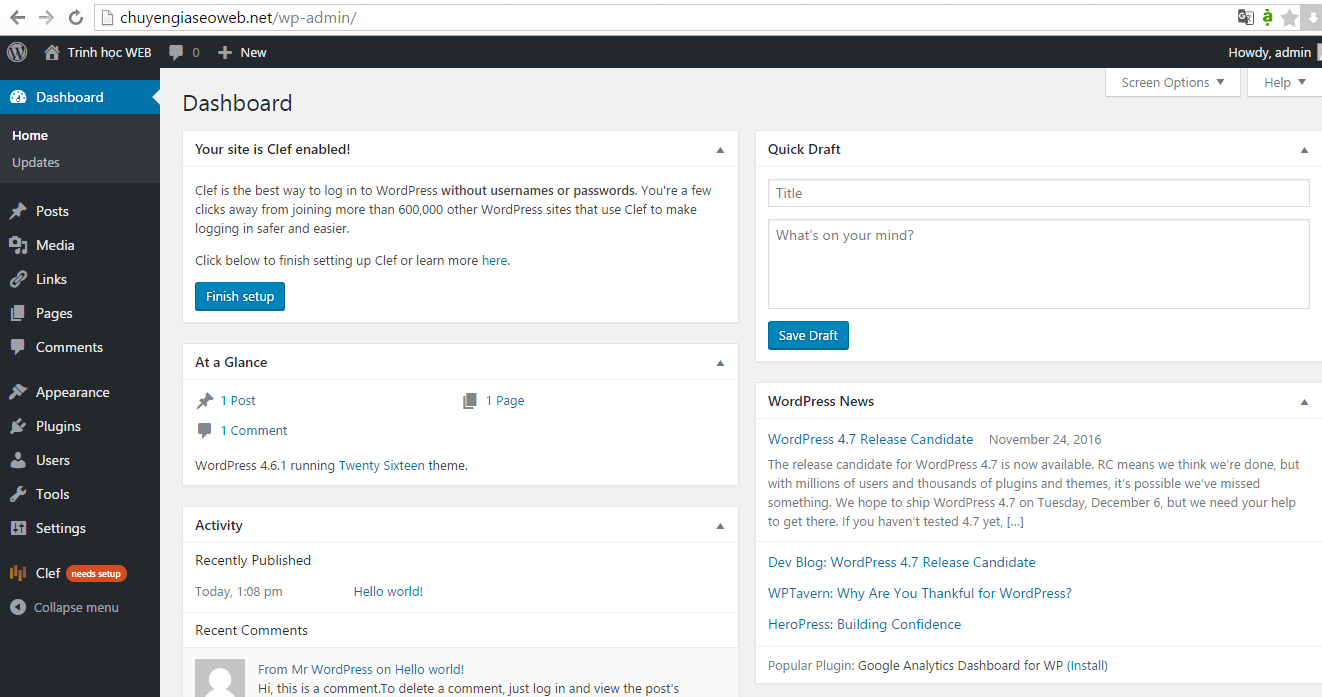 chuyengiaseoweb.net/wp-admin/
Trinh học WEB 0 New Howdy, admin
Screen Options Help
Dashboard
Home
Updates
Posts
Media
Links
Pages
Comments
Appearance
Plugins
Users
Tools
Settings
Clef needs setup
Collapse menu
Dashboard
Your site is Clef enabled!
Clef is the best way to log in to WordPress without usernames or passwords. You're a few
clicks away from joining more than 600,000 other WordPress sites that use Clef to make
logging in safer and easier.
Click below to finish setting up Clef or learn more here.
Finish setup
At a Glance
1 Post 1 Page
1 Comment
WordPress 4.6.1 running Twenty Sixteen theme.
Activity
Recently Published
Today, 1:08 pm Hello world!
Recent Comments
From Mr WordPress on Hello world!
Hi, this is a comment.To delete a comment, just log in and view the post's
Quick Draft
Title
What's on your mind?
Save Draft
WordPress News
WordPress 4.7 Release Candidate November 24, 2016
The release candidate for WordPress 4.7 is now available. RC means we think we're done, but
with millions of users and thousands of plugins and themes, it's possible we've missed
something. We hope to ship WordPress 4.7 on Tuesday, December 6, but we need your help
to get there. If you haven't tested 4.7 yet, […]
Dev Blog: WordPress 4.7 Release Candidate
WPTavern: Why Are You Thankful for WordPress?
HeroPress: Building Confidence
Popular Plugin: Google Analytics Dashboard for WP (Install)